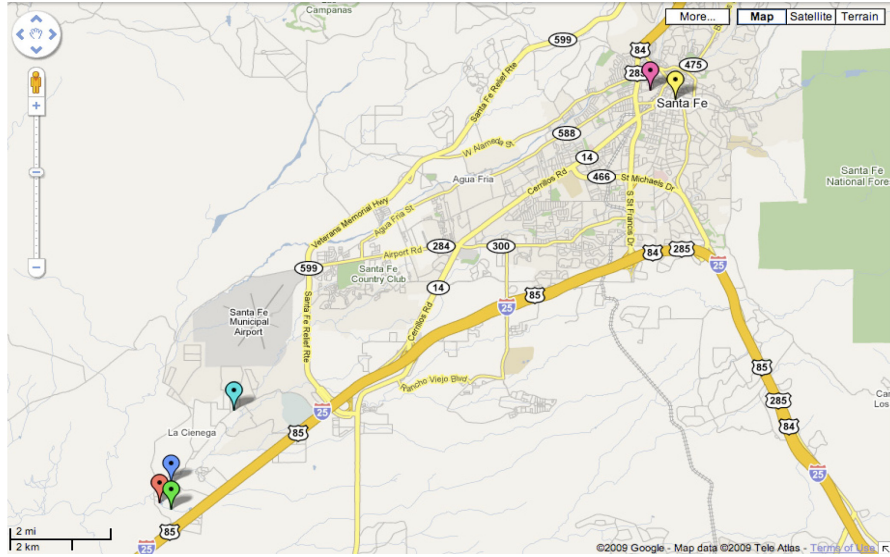 Campanas
More...
Map
Satellite
Terrain
599
84
475
285
Santa Fe
Santa Fe Relief Rte
W Alameda St
588
14
466
St Michaels Dr
Cerrillos Rd
Agua Fria
Santa Fe
National Fores
Agua Fria St
Veterans Memorial Hwy
S St Francis Dr
Airport Rd
284
300
84
285
25
599
Santa Fe
Country Club
14
85
25
Santa Fe
Municipal
Airport
Santa Fe Relief Rte
Cerrillos Rd
85
Rancho Viejo Blvd
285
84
Los
25
La Cienega
85
25
2 mi
2 km
85
25
©2009 Google - Map data ©2009 Tele Atlas - Terms of Use